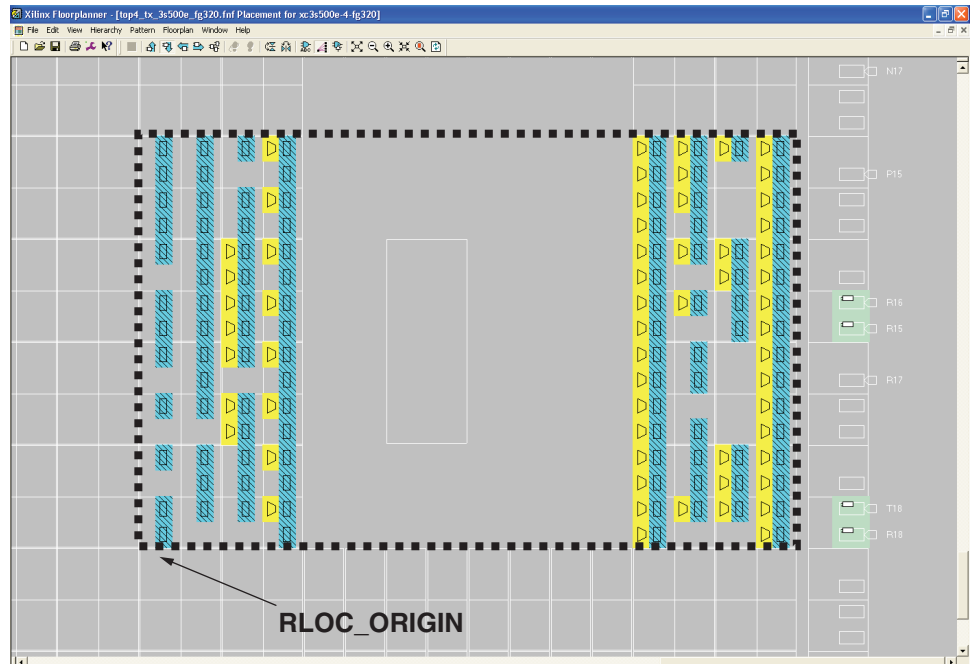 Xilinx Floorplanner - [top4_tx_3s500e_fg320.fnf Placement for xc3s500e-4-fg320]
File Edit View Hierarchy Pattern Floorplan Window Help
N17
P15
R16
R15
R17
T18
R18
RLOC_ORIGIN